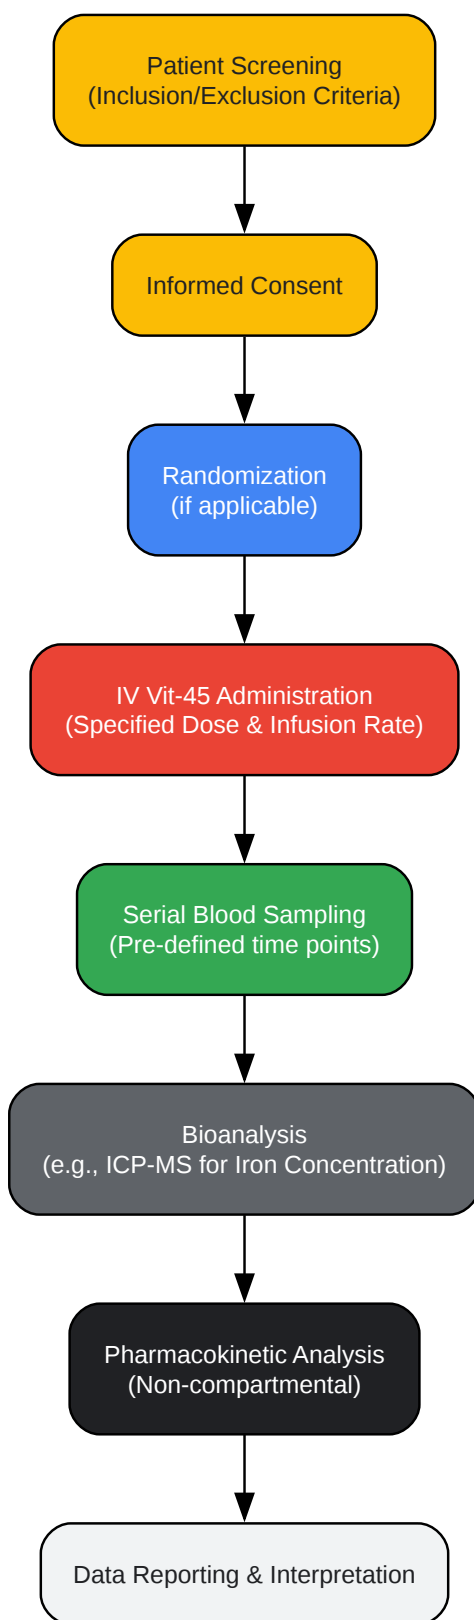 Patient Screening
(Inclusion/Exclusion Criteria)
Informed Consent
Randomization
(if applicable)
IV Vit-45 Administration
(Specified Dose & Infusion Rate)
Serial Blood Sampling
(Pre-defined time points)
Bioanalysis
(e.g., ICP-MS for Iron Concentration)
Pharmacokinetic Analysis
(Non-compartmental)
Data Reporting & Interpretation